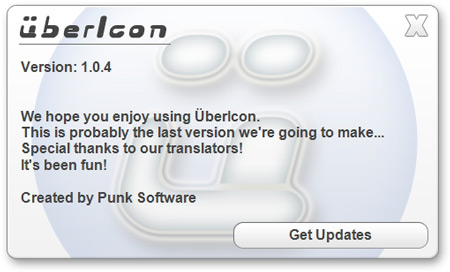 überIcon
Version: 1.0.4
We hope you enjoy using ÜberIcon.
This is probably the last version we're going to make...
Special thanks to our translators!
It's been fun!
Created by Punk Software
Get Updates